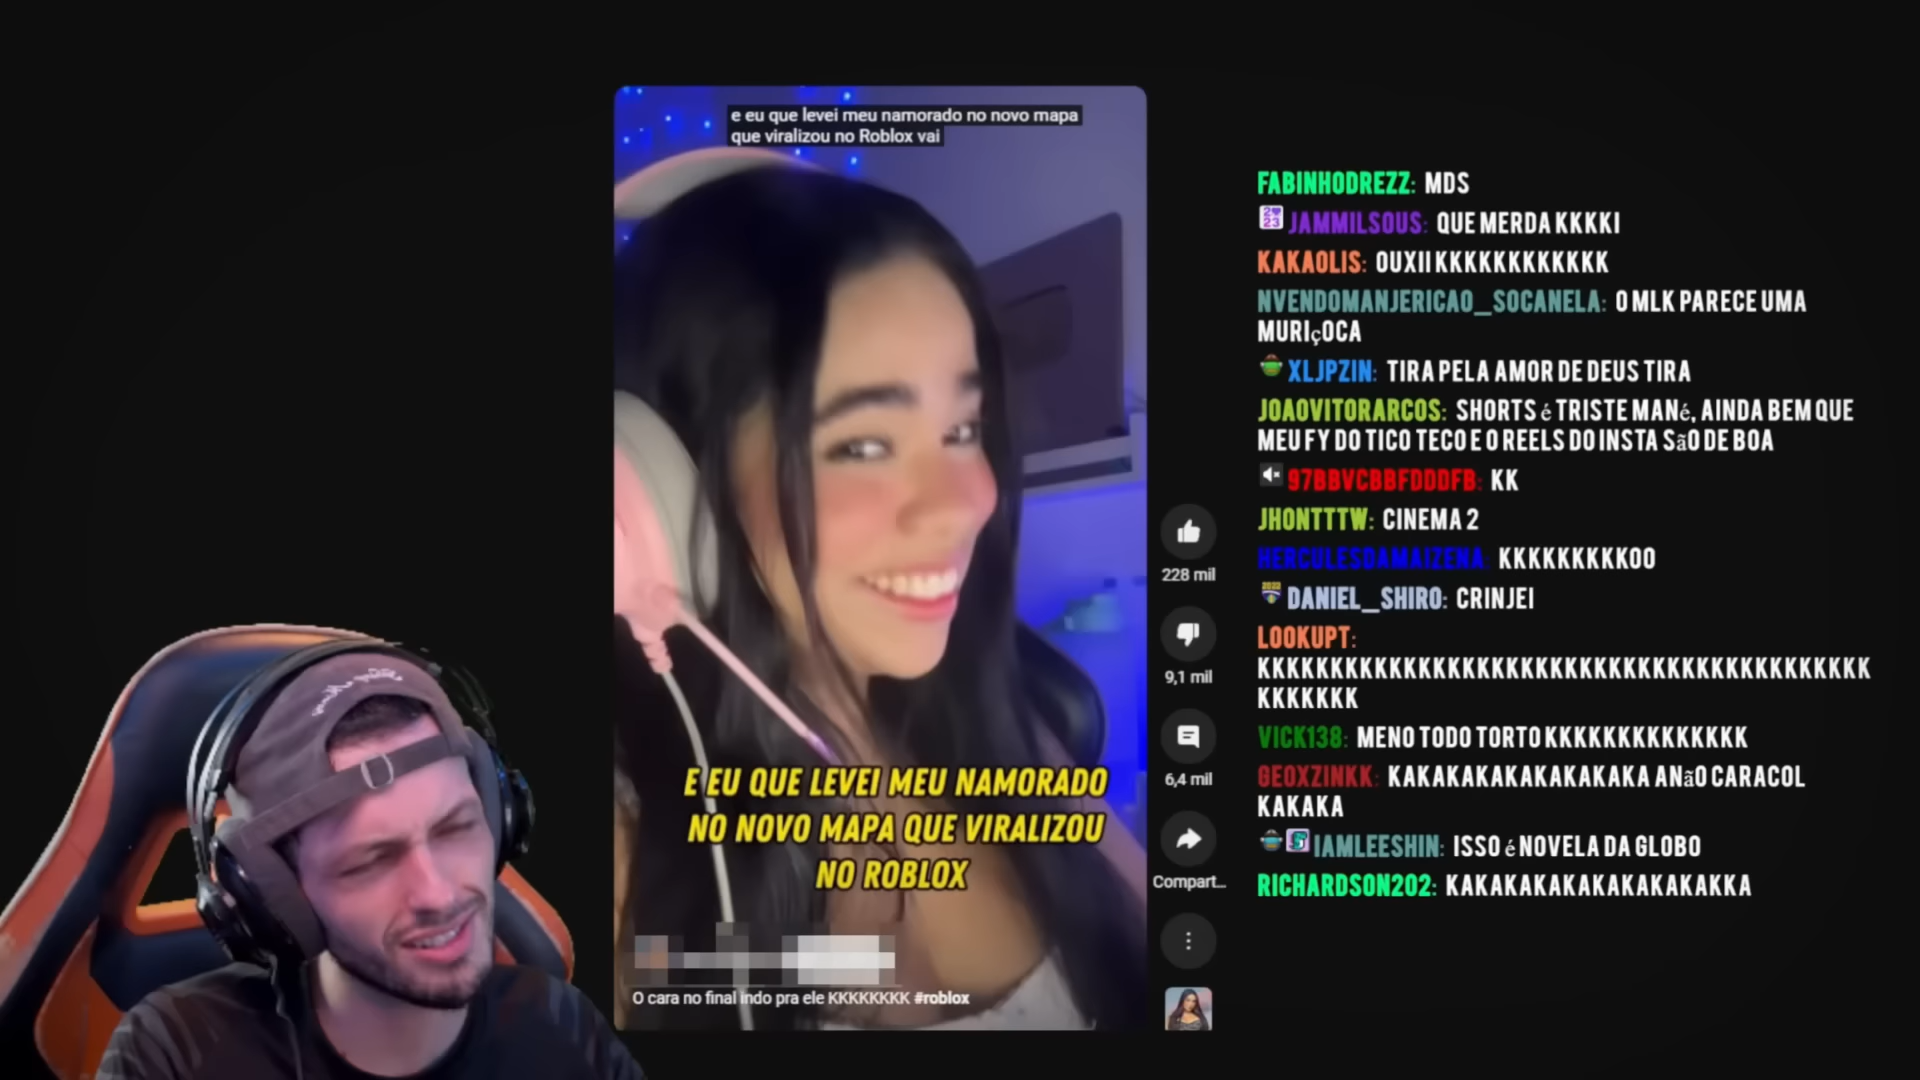 e eu que levei meu namorado no novo mapa
que viralizou no Roblox vai
E EU QUE LEVEI MEU NAMORADO
NO NOVO MAPA QUE VIRALIZOU
NO ROBLOX
O cara no final indo pra ele KKKKKKKK #roblox
228 mil
9,1 mil
6,4 mil
Compart...
FABINHODREZZ: MDS
JAMMILSOUS: QUE MERDA KKKKI
KAKAOLIS: OUXII KKKKKKKKKKKK
NVENDOMANJERICAO_SOCANELA: O MLK PARECE UMA
MURIçOCA
XLJPZIN: TIRA PELA AMOR DE DEUS TIRA
JOAOVITORARCOS: SHORTS é TRISTE MANé, AINDA BEM QUE
MEU FY DO TICO TECO E O REELS DO INSTA SãO DE BOA
97BBVCBBFDDDFB: KK
JHONTTTW: CINEMA 2
HERCULESDAMAIZENA: KKKKKKKKKOO
DANIEL_SHIRO: CRINJEI
LOOKUPT:
KKKKKKKKKKKKKKKKKKKKKKKKKKKKKKKKKKKKKKKKKK
KKKKKKK
VICK138: MENO TODO TORTO KKKKKKKKKKKKKK
GEOXZINKK: KAKAKAKAKAKAKAKAKA ANãO CARACOL
KAKAKA
IAMLEESHIN: ISSO é NOVELA DA GLOBO
RICHARDSON202: KAKAKAKAKAKAKAKAKAKKA